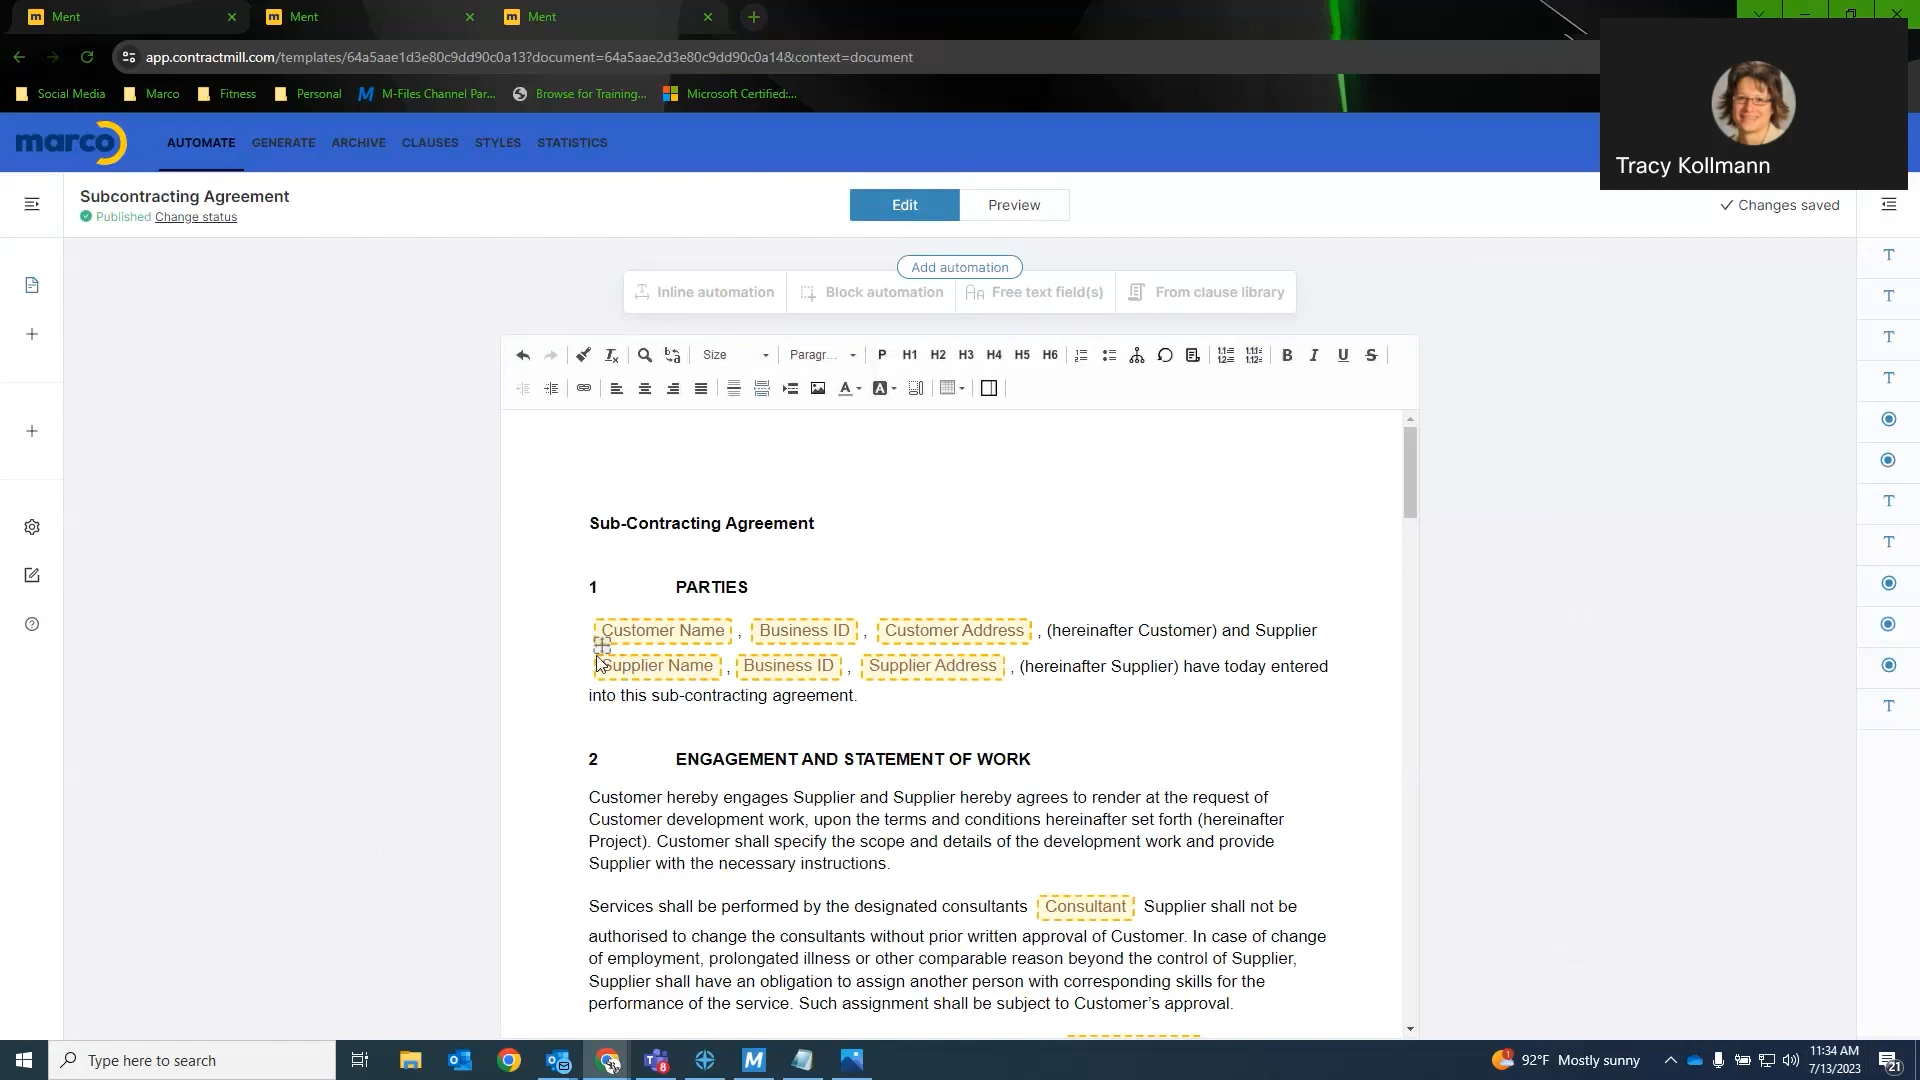 Ment
Ment
Ment
app.contractmill.com/templates/64a5aae1d3e80c9dd90c0a13?document=64a5aae2d3e80c9dd90c0a14&context=document
Social Media
Marco
Fitness
Personal
M-Files Channel Par...
Browse for Training...
Microsoft Certified:...
Tracy Kollmann
marco
AUTOMATE
GENERATE
ARCHIVE
CLAUSES
STYLES
STATISTICS
Subcontracting Agreement
Published Change status
Edit
Preview
Changes saved
Add automation
Inline automation
Block automation
Free text field(s)
From clause library
Size
Paragr...
P H1 H2 H3 H4 H5 H6
B I U S
Sub-Contracting Agreement
1 PARTIES
Customer Name , Business ID , Customer Address , (hereinafter Customer) and Supplier
Supplier Name , Business ID , Supplier Address , (hereinafter Supplier) have today entered
into this sub-contracting agreement.
2 ENGAGEMENT AND STATEMENT OF WORK
Customer hereby engages Supplier and Supplier hereby agrees to render at the request of
Customer development work, upon the terms and conditions hereinafter set forth (hereinafter
Project). Customer shall specify the scope and details of the development work and provide
Supplier with the necessary instructions.
Services shall be performed by the designated consultants Consultant Supplier shall not be
authorised to change the consultants without prior written approval of Customer. In case of change
of employment, prolonged illness or other comparable reason beyond the control of Supplier,
Supplier shall have an obligation to assign another person with corresponding skills for the
performance of the service. Such assignment shall be subject to Customer’s approval.
Type here to search
92°F Mostly sunny
11:34 AM
7/13/2023
21